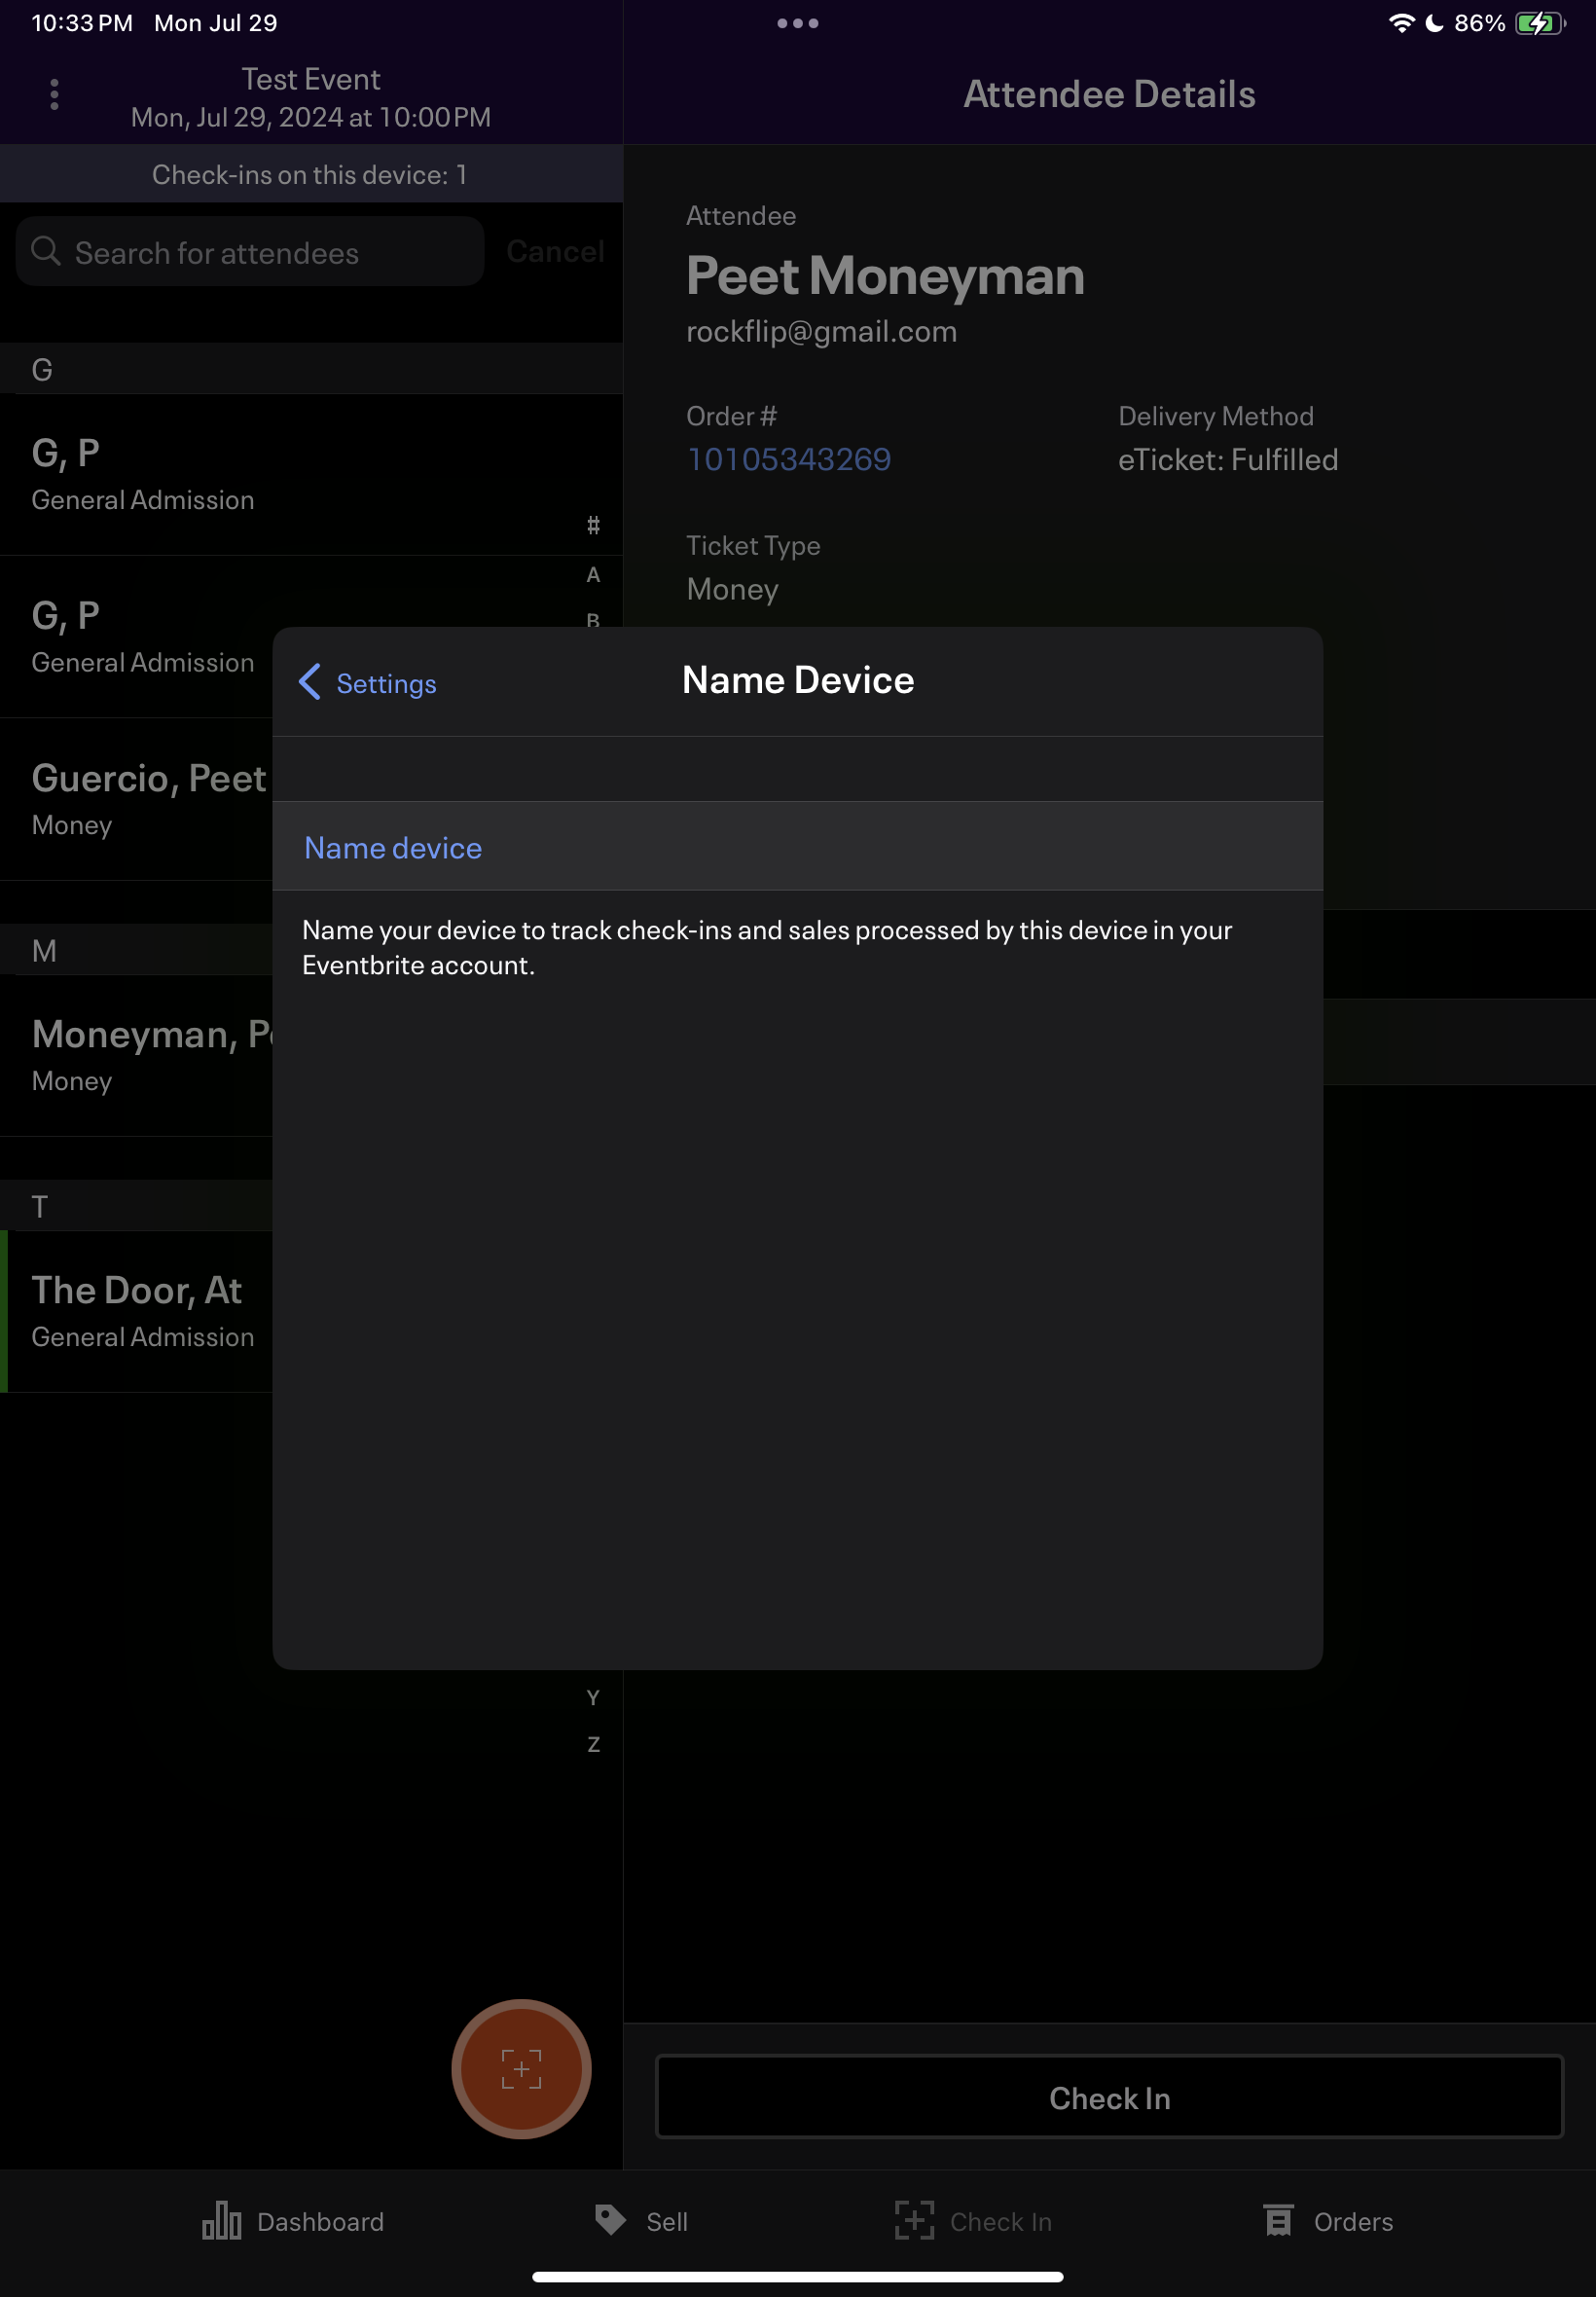 10:33 PM Mon Jul 29
86%
Test Event
Mon, Jul 29, 2024 at 10:00 PM
Check-ins on this device: 1
Search for attendees
Cancel
G
G, P
General Admission
G, P
General Admission
Guercio, Peet
Money
M
Moneyman, Pe
Money
T
The Door, At
General Admission
#
A
B
Y
Z
Attendee Details
Attendee
Peet Moneyman
rockflip@gmail.com
Order #
10105343269
Delivery Method
eTicket: Fulfilled
Ticket Type
Money
Settings
Name Device
Name device
Name your device to track check-ins and sales processed by this device in your
Eventbrite account.
Check In
Dashboard
Sell
Check In
Orders